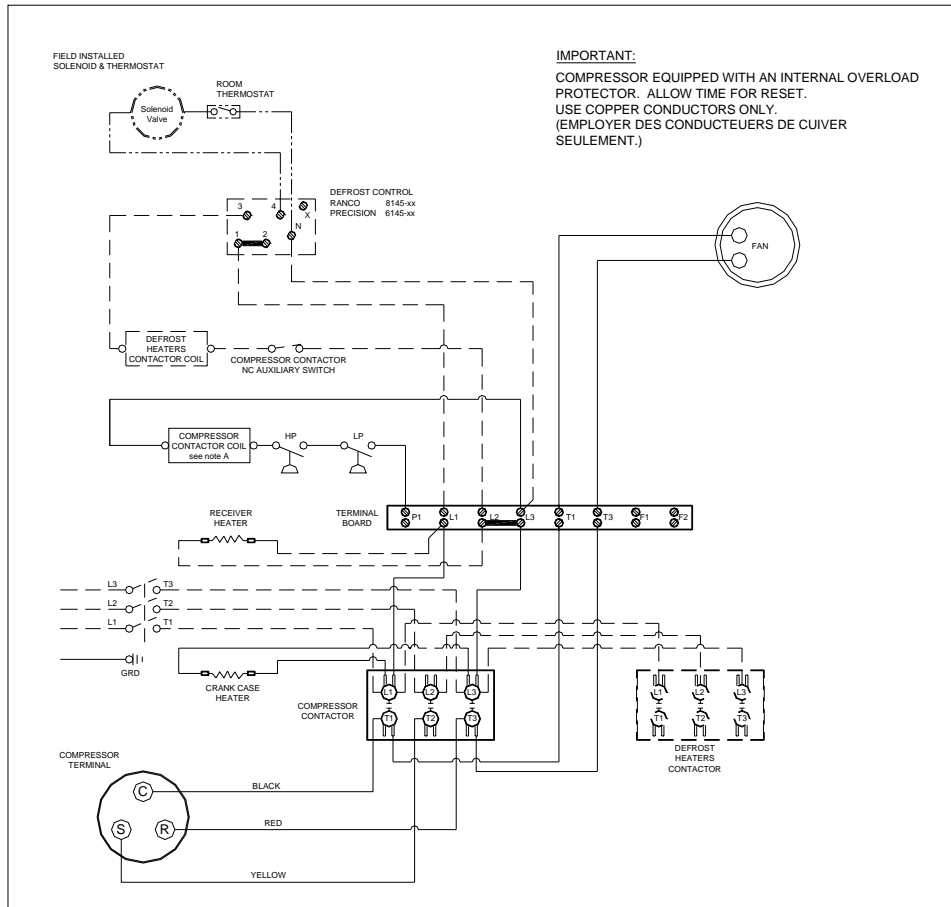 FIELD INSTALLED
SOLENOID & THERMOSTAT
ROOM
THERMOSTAT
Solenoid
Valve
IMPORTANT:
COMPRESSOR EQUIPPED WITH AN INTERNAL OVERLOAD
PROTECTOR. ALLOW TIME FOR RESET.
USE COPPER CONDUCTORS ONLY.
(EMPLOYER DES CONDUCTEUERS DE CUIVER
SEULEMENT.)
DEFROST CONTROL
RANCO 8145-xx
PRECISION 6145-xx
3 4 X
1 2 N
FAN
DEFROST
HEATERS
CONTACTOR COIL
COMPRESSOR CONTACTOR
NC AUXILIARY SWITCH
COMPRESSOR
CONTACTOR COIL
see note A
HP
LP
RECEIVER
HEATER
TERMINAL
BOARD
P1 L1 L2 L3 T1 T3 F1 F2
L3 T3
L2 T2
L1 T1
GRD
CRANK CASE
HEATER
COMPRESSOR
CONTACTOR
L1 L2 L3
T1 T2 T3
L1 L2 L3
T1 T2 T3
DEFROST
HEATERS
CONTACTOR
COMPRESSOR
TERMINAL
C
S R
BLACK
RED
YELLOW